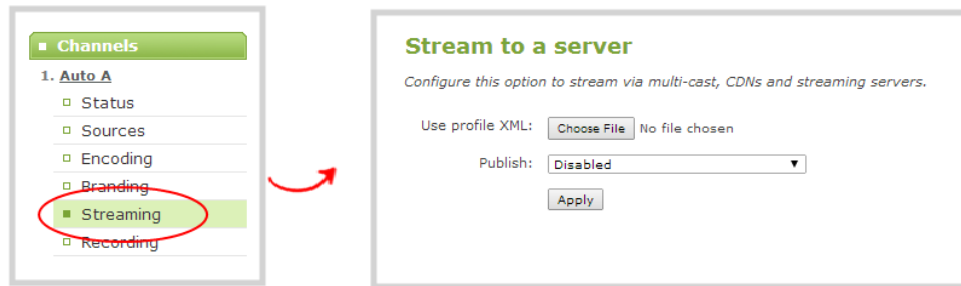 Channels
1. Auto A
Status
Sources
Encoding
Branding
Streaming
Recording
Stream to a server
Configure this option to stream via multi-cast, CDNs and streaming servers.
Use profile XML: Choose File No file chosen
Publish: Disabled
Apply